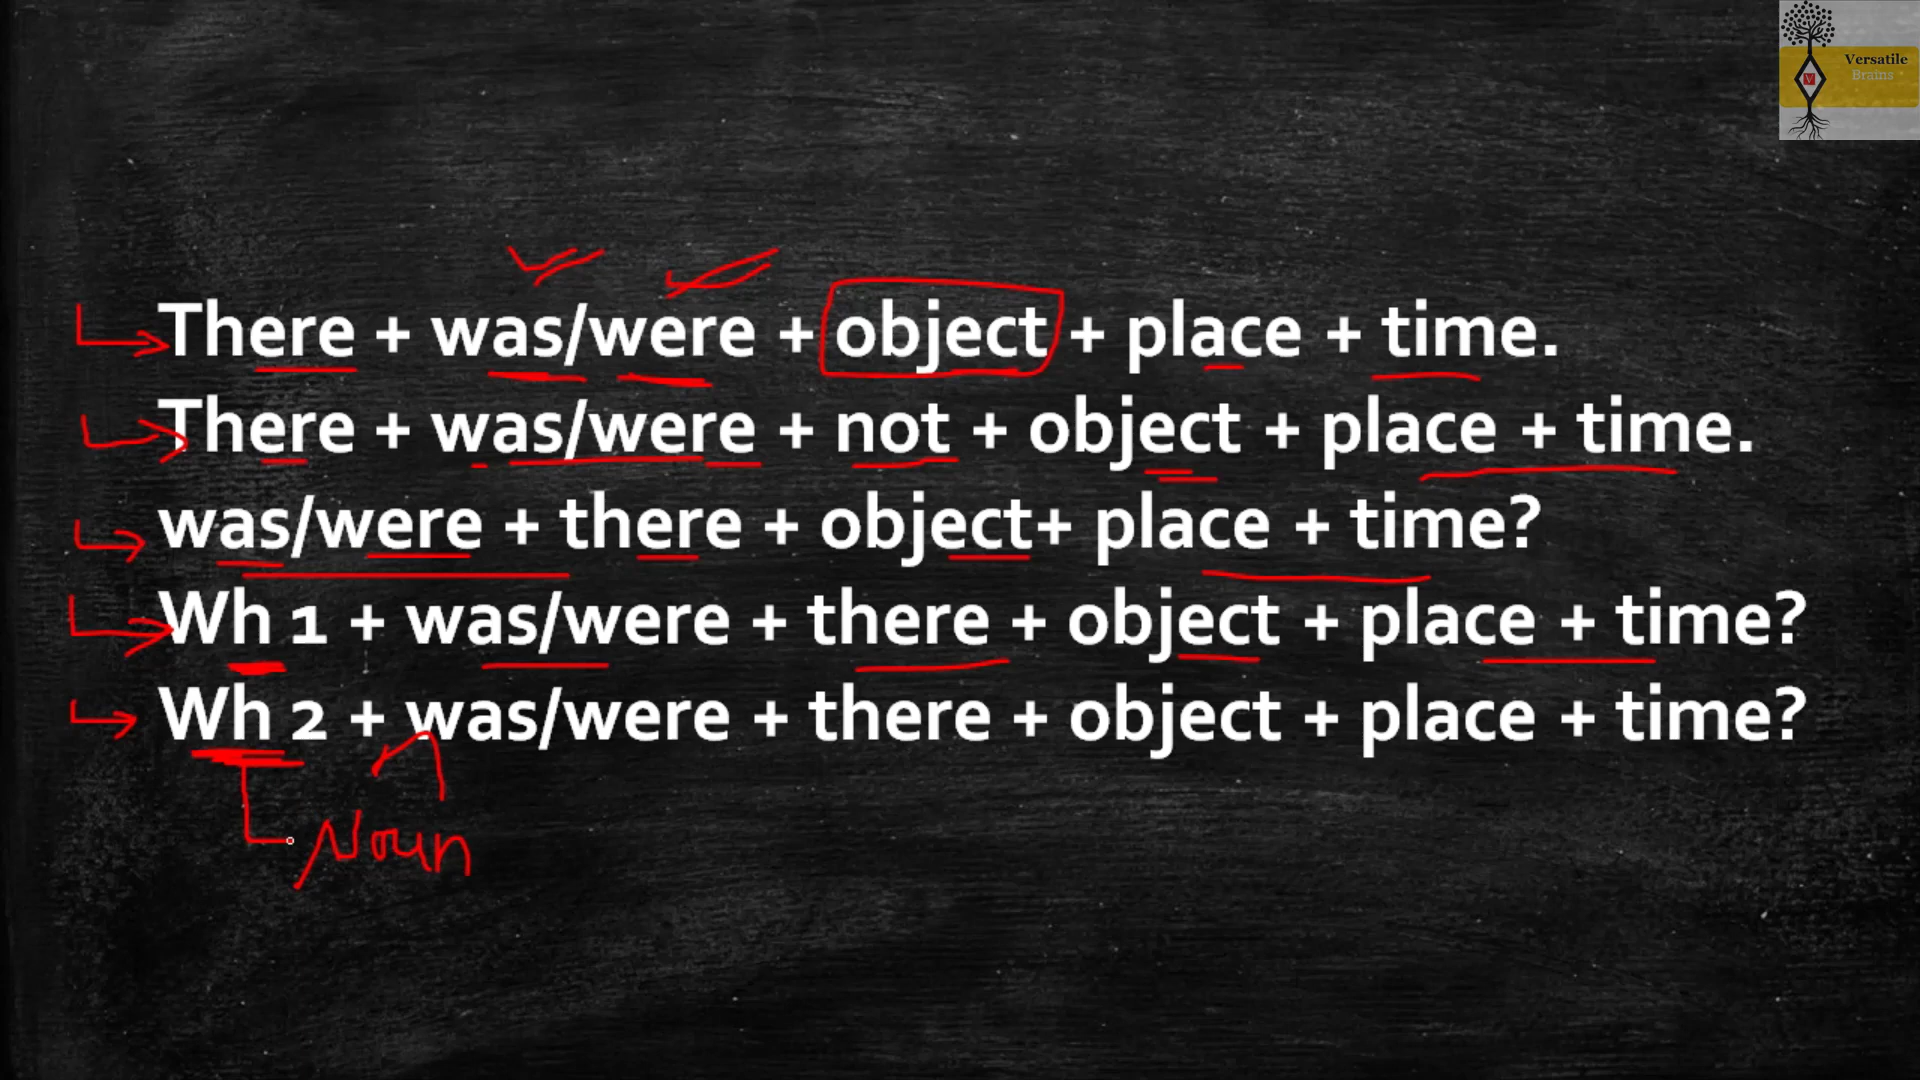 Versatile
Brains
There + was/were + object + place + time.
There + was/were + not + object + place + time.
was/were + there + object+ place + time?
Wh 1 + was/were + there + object + place + time?
Wh 2 + was/were + there + object + place + time?
Noun